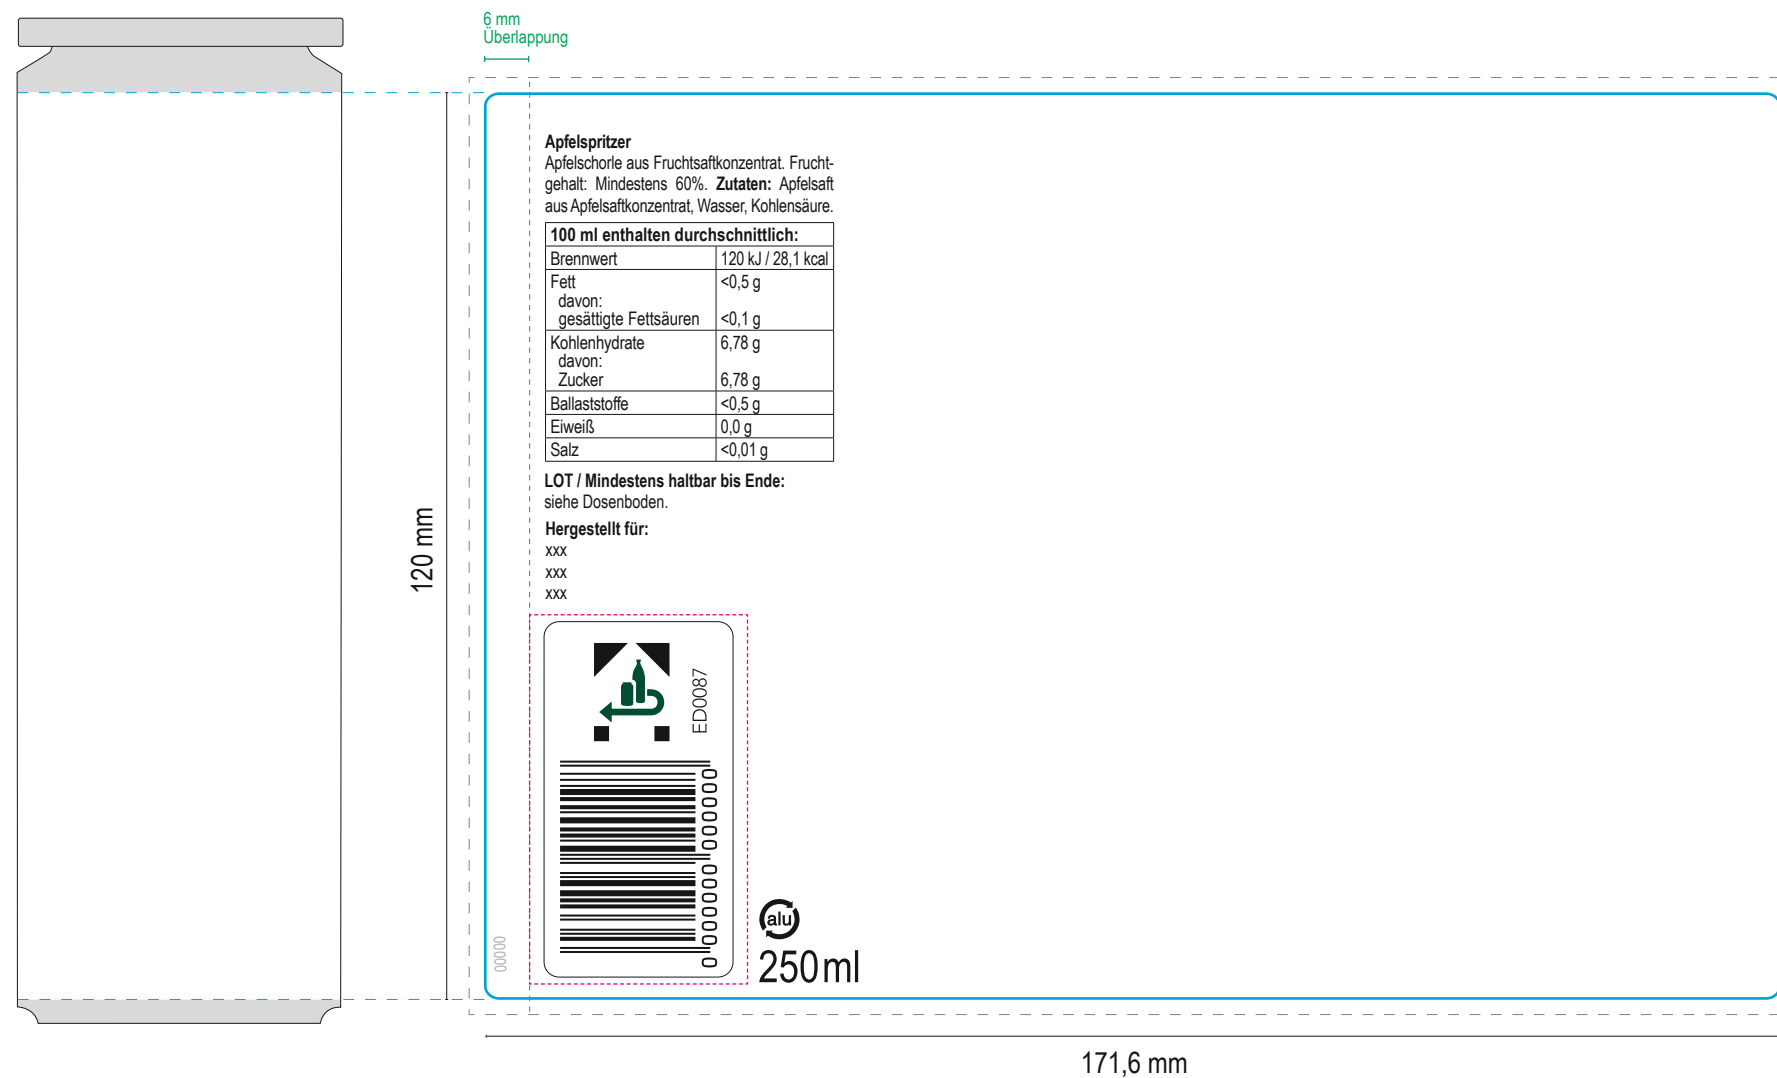 6 mm
Überlappung
120 mm
Apfelspritzer
Apfelschorle aus Fruchtsaftkonzentrat. Frucht-
gehalt: Mindestens 60%. Zutaten: Apfelsaft
aus Apfelsaftkonzentrat, Wasser, Kohlensäure.
100 ml enthalten durchschnittlich:
Brennwert 120 kJ / 28,1 kcal
Fett <0,5 g
davon:
gesättigte Fettsäuren <0,1 g
Kohlenhydrate 6,78 g
davon:
Zucker 6,78 g
Ballaststoffe <0,5 g
Eiweiß 0,0 g
Salz <0,01 g
LOT / Mindestens haltbar bis Ende:
siehe Dosenboden.
Hergestellt für:
xxx
xxx
xxx
ED0087
0 000000 000000
00000
alu
250 ml
171,6 mm